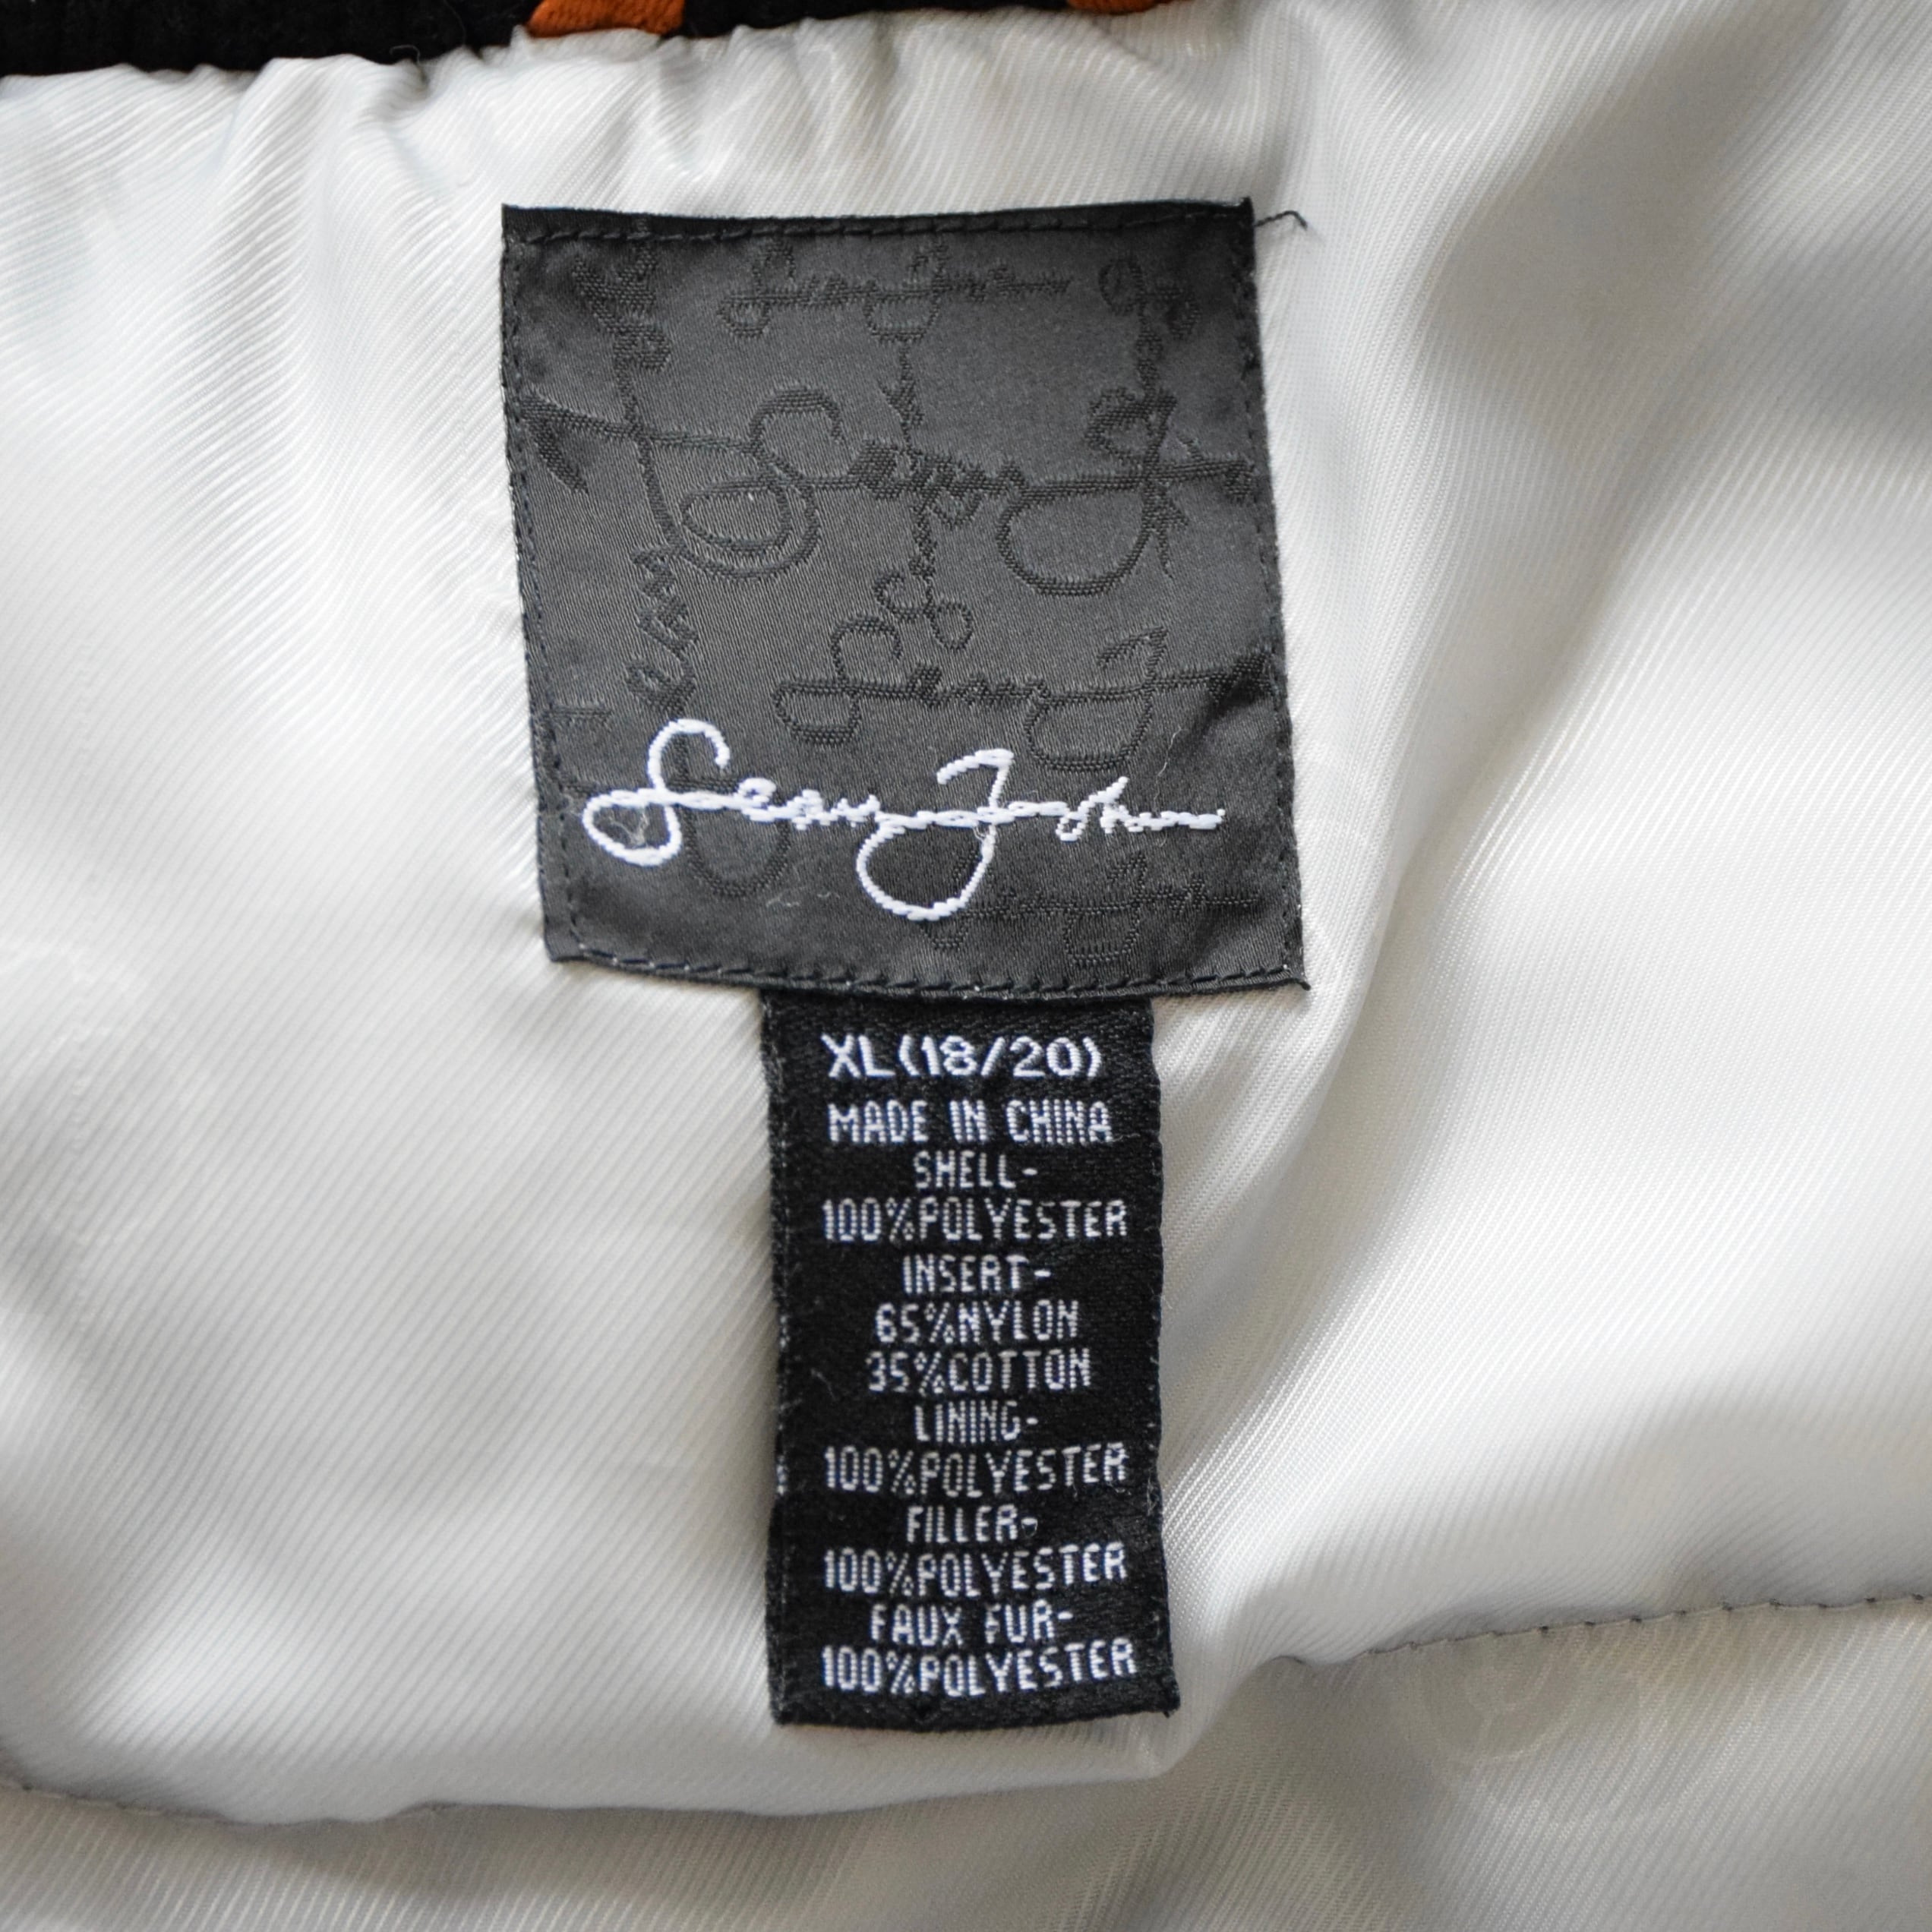 Sean John
XL(18/20)
MADE IN CHINA
SHELL-
100%POLYESTER
INSERT-
65%NYLON
35%COTTON
LINING-
100%POLYESTER
FILLER-
100%POLYESTER
FAUX FUR-
100%POLYESTER